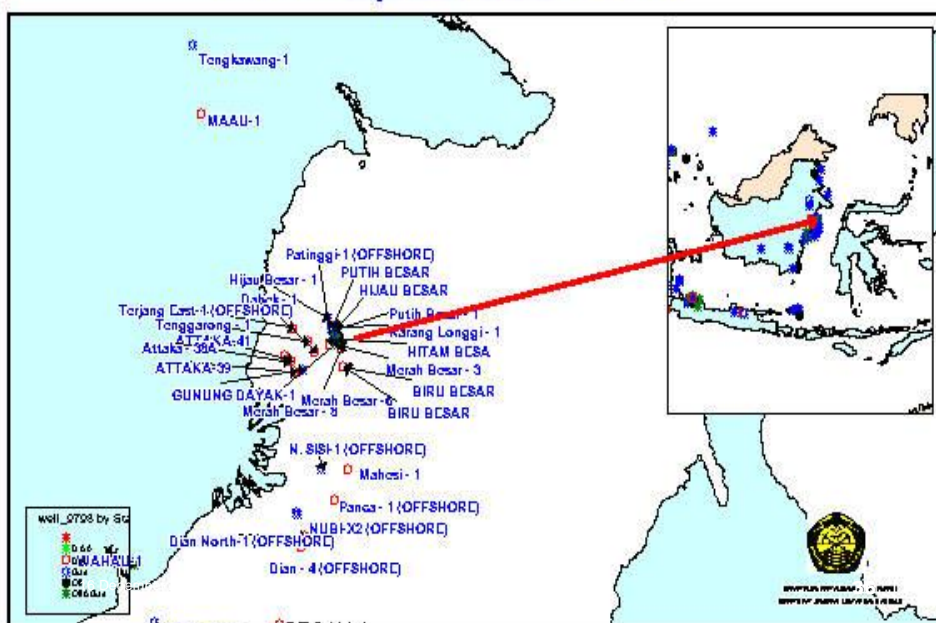 Tengkawang-1
MAAU-1
Patinggi-1 (OFFSHORE)
PUTIH BESAR
Hijau Besar - 1
HIJAU BESAR
Terjang East-1 (OFFSHORE)
Putih Besar - 1
Tenggarong - 1
Karang Longgi - 1
ATTAKA-41
HITAM BESA
Attaka - 38A
ATTAKA-39
Merah Besar - 3
GUNUNG DAYAK-1
BIRU BESAR
Merah Besar - 6
Merah Besar - 8
BIRU BESAR
N. SISI-1 (OFFSHORE)
Mahesi - 1
Panca - 1 (OFFSHORE)
NUBI-X2 (OFFSHORE)
Dian North-1 (OFFSHORE)
Dian - 4 (OFFSHORE)
WAHAU-1